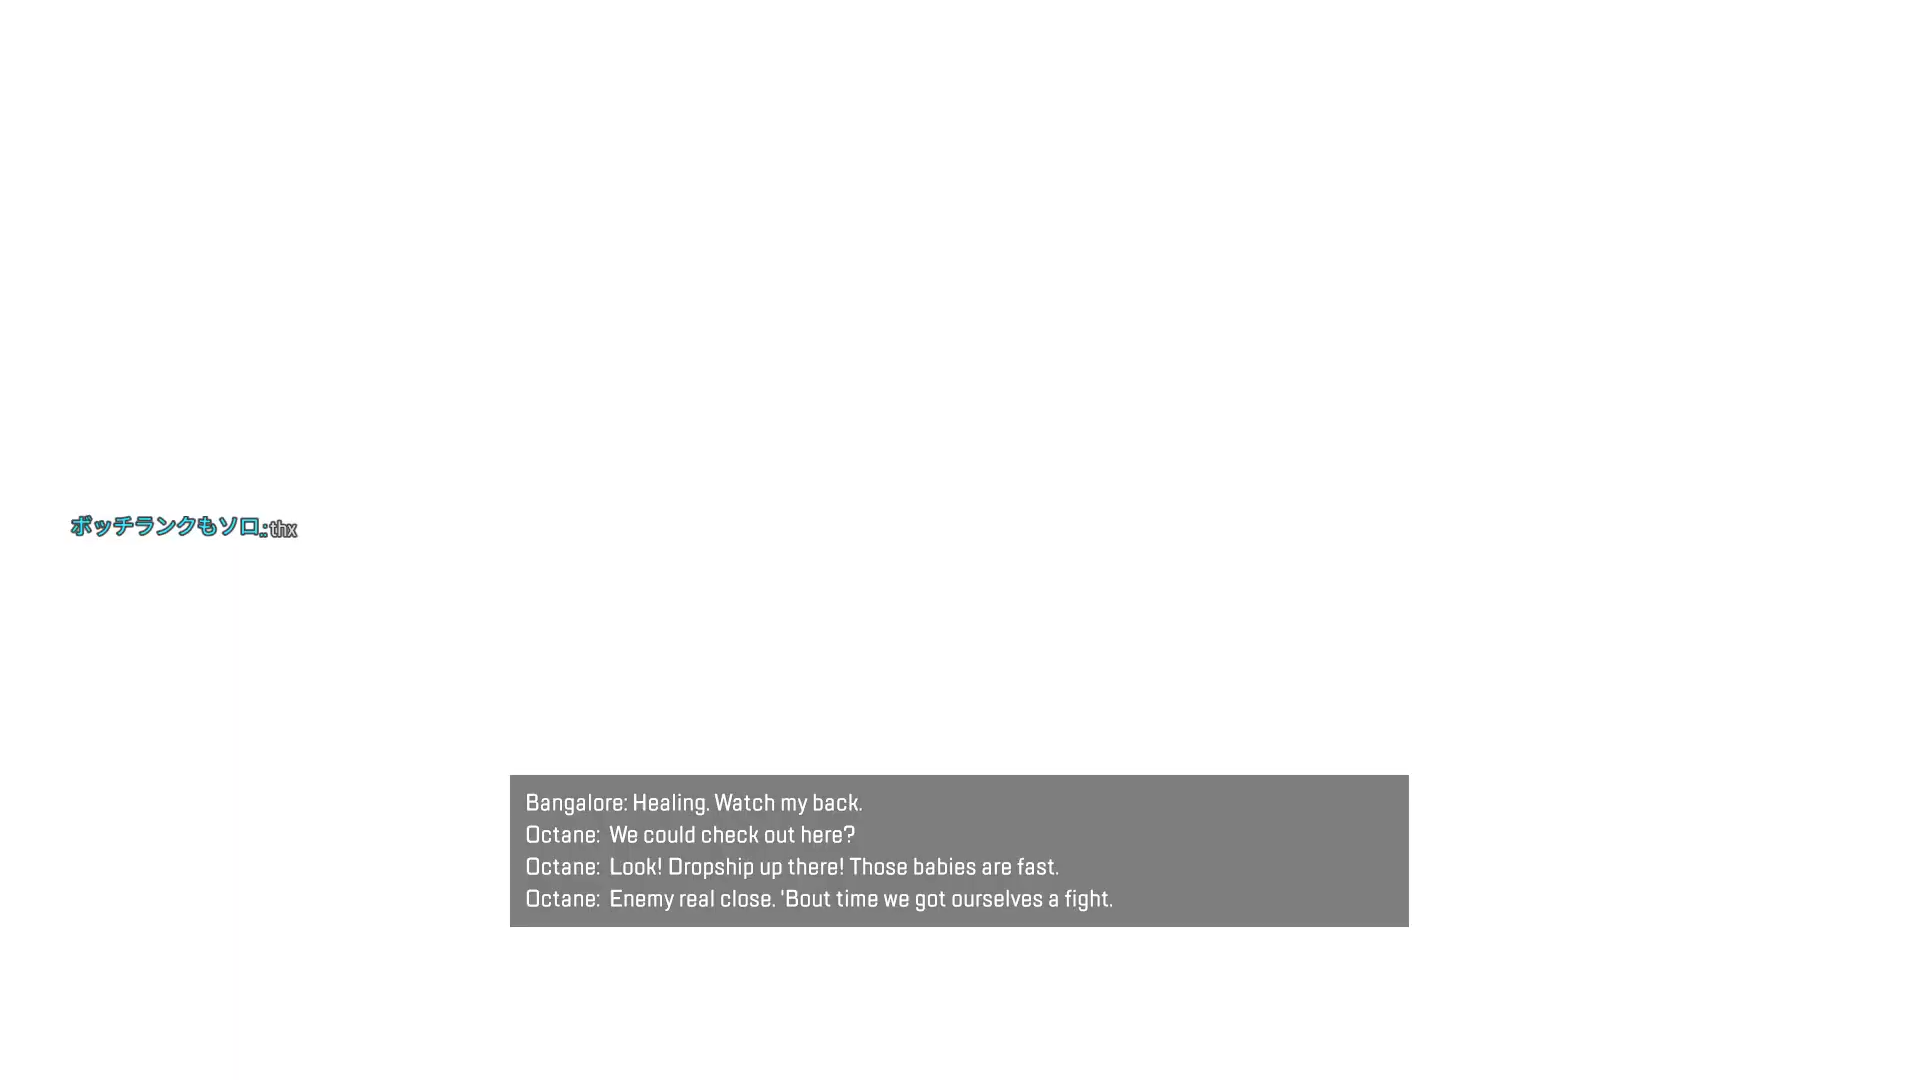 ボッチランクもソロ.: thx
Bangalore: Healing. Watch my back.
Octane: We could check out here?
Octane: Look! Dropship up there! Those babies are fast.
Octane: Enemy real close. 'Bout time we got ourselves a fight.